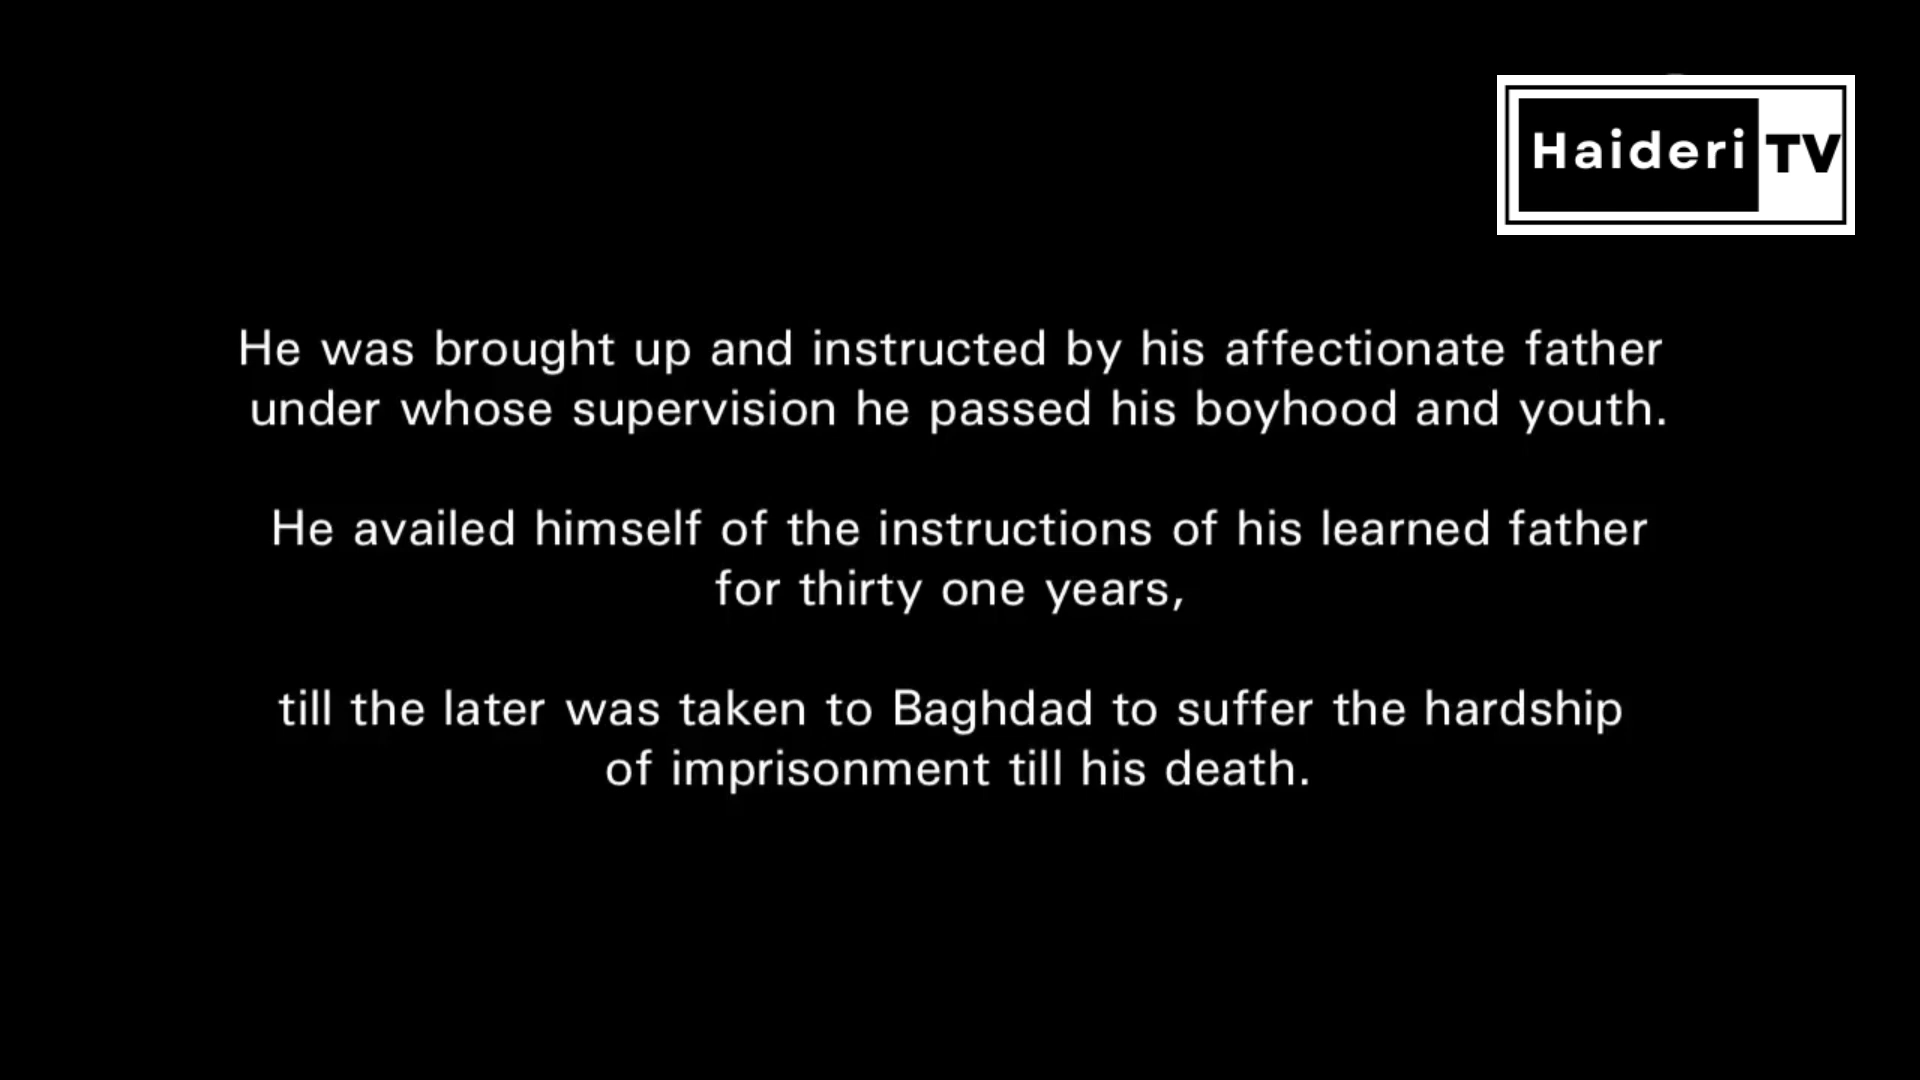 Haideri TV
He was brought up and instructed by his affectionate father
under whose supervision he passed his boyhood and youth.
He availed himself of the instructions of his learned father
for thirty one years,
till the later was taken to Baghdad to suffer the hardship
of imprisonment till his death.